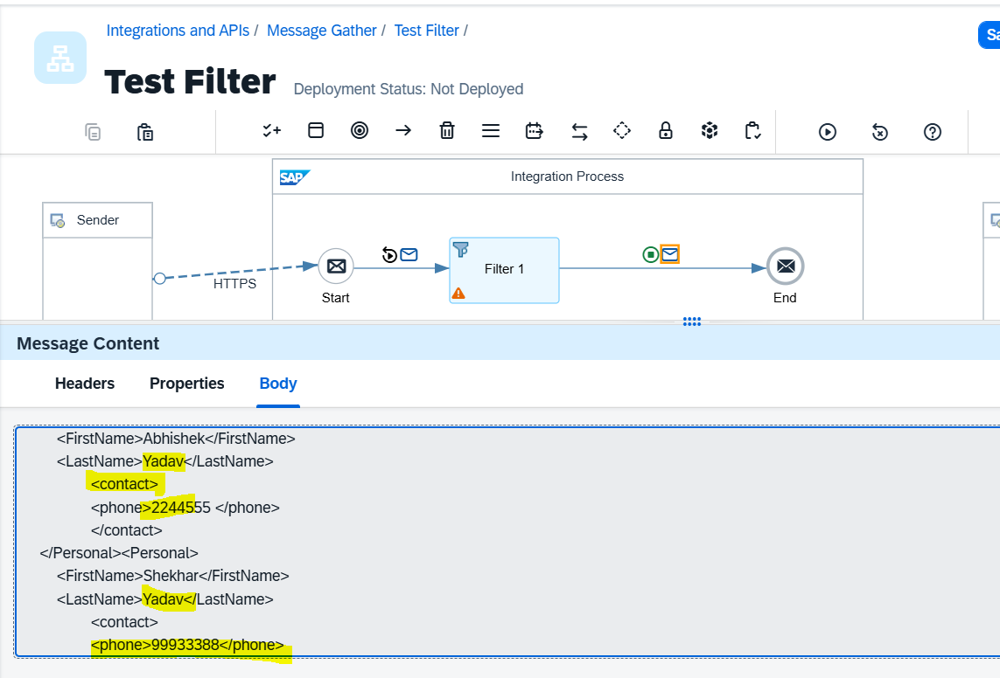 Integrations and APIs / Message Gather / Test Filter /
Sa
Test Filter Deployment Status: Not Deployed
SAP Integration Process
Sender
Filter 1
HTTPS
Start
End
Message Content
Headers Properties Body
<FirstName>Abhishek</FirstName>
<LastName>Yadav</LastName>
<contact>
<phone>2244555 </phone>
</contact>
</Personal><Personal>
<FirstName>Shekhar</FirstName>
<LastName>Yadav</LastName>
<contact>
<phone>99933388</phone>